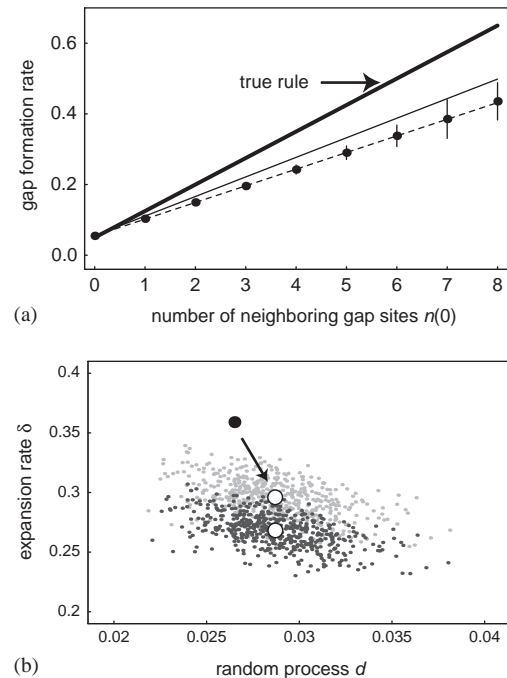 0.6
true rule
0.4
gap formation rate
0.2
0.0
0 1 2 3 4 5 6 7 8
(a)
number of neighboring gap sites n(0)
0.4
0.35
expansion rate δ
0.3
0.25
0.2
0.02 0.025 0.03 0.035 0.04
(b)
random process d